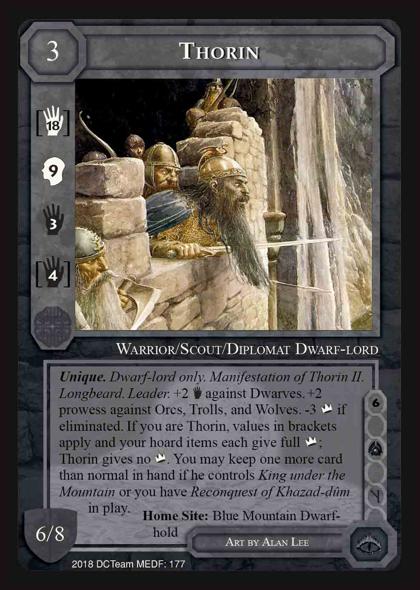 3
THORIN
[18]
9
3
[4]
WARRIOR/SCOUT/DIPLOMAT DWARF-LORD
Unique. Dwarf-lord only. Manifestation of Thorin II.
Longbeard. Leader. +2 against Dwarves. +2
prowess against Orcs, Trolls, and Wolves. -3 if
eliminated. If you are Thorin, values in brackets
apply and your hoard items each give full ;
Thorin gives no . You may keep one more card
than normal in hand if he controls King under the
Mountain or you have Reconquest of Khazad-dûm
in play.
6
Home Site: Blue Mountain Dwarf-
hold
6/8
ART BY ALAN LEE
2018 DCTeam MEDF: 177